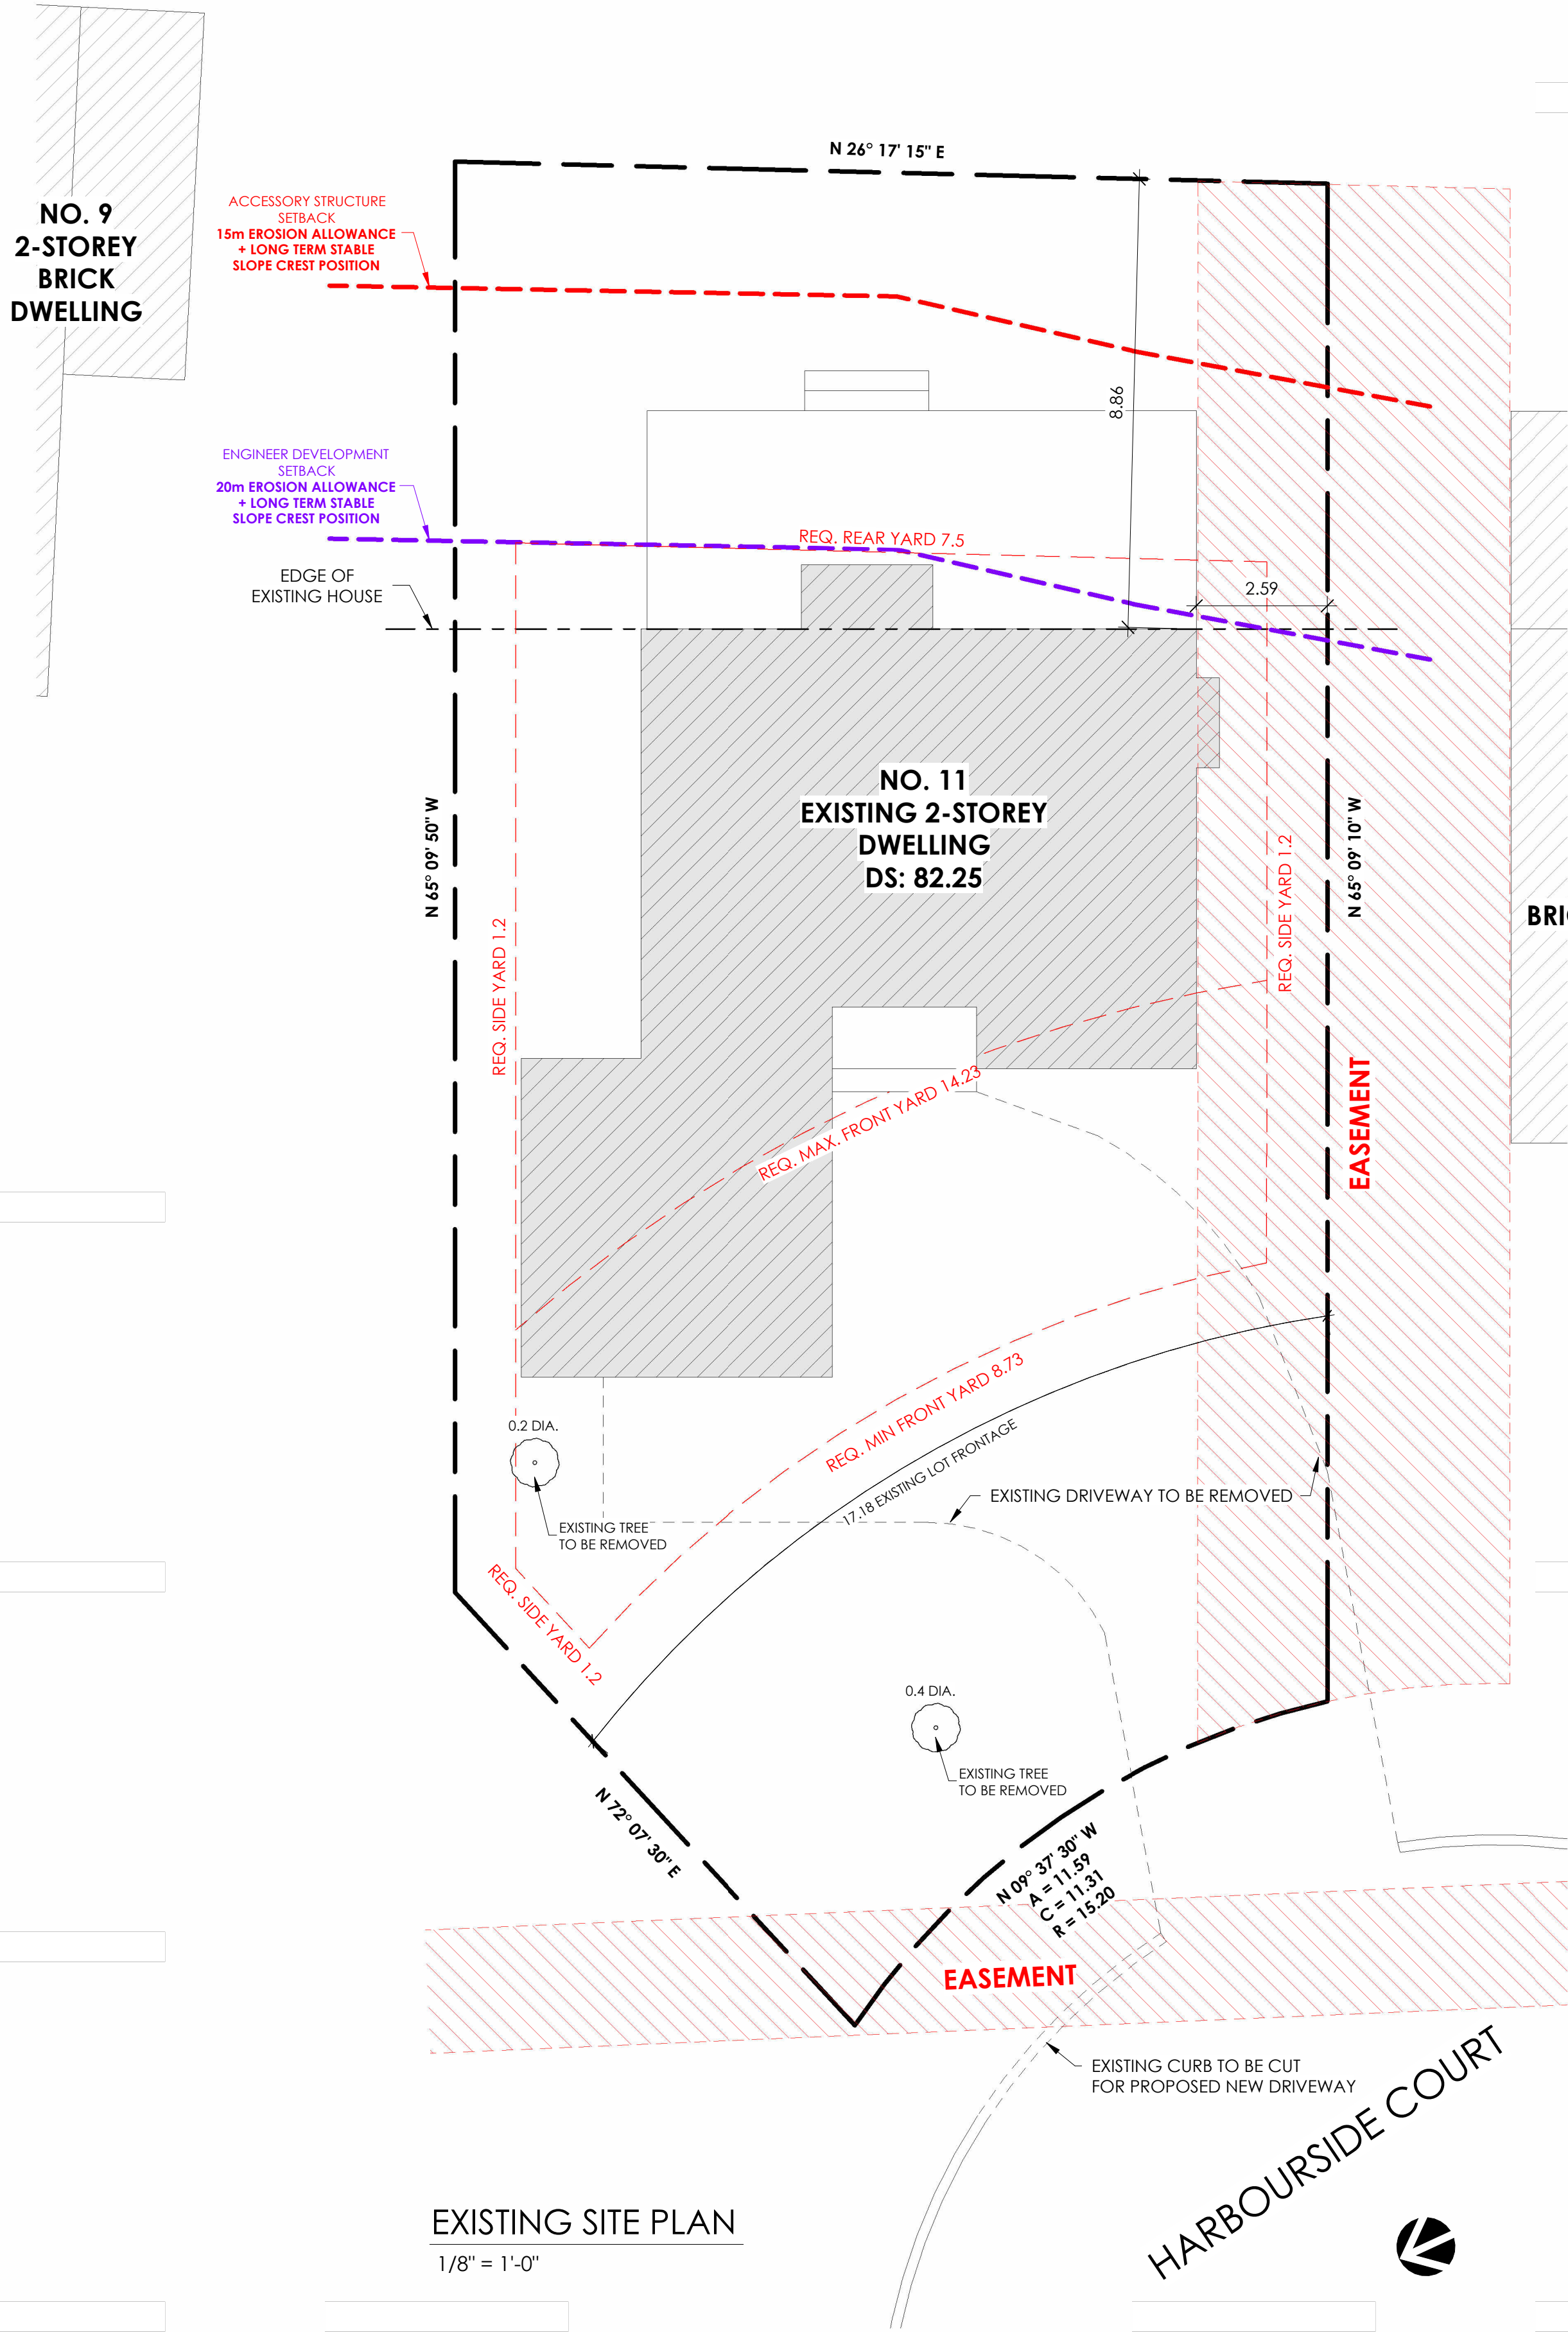 N 26° 17' 15" E
NO. 9
2-STOREY
BRICK
DWELLING
ACCESSORY STRUCTURE
SETBACK
15m EROSION ALLOWANCE
+ LONG TERM STABLE
SLOPE CREST POSITION
8.86
ENGINEER DEVELOPMENT
SETBACK
20m EROSION ALLOWANCE
+ LONG TERM STABLE
SLOPE CREST POSITION
REQ. REAR YARD 7.5
EDGE OF
EXISTING HOUSE
2.59
NO. 11
EXISTING 2-STOREY
DWELLING
DS: 82.25
N 65° 09' 50" W
N 65° 09' 10" W
REQ. SIDE YARD 1.2
REQ. SIDE YARD 1.2
EASEMENT
REQ. MAX. FRONT YARD 14.23
REQ. MIN FRONT YARD 8.73
17.18 EXISTING LOT FRONTAGE
0.2 DIA.
EXISTING TREE
TO BE REMOVED
EXISTING DRIVEWAY TO BE REMOVED
REQ. SIDE YARD 1.2
0.4 DIA.
EXISTING TREE
TO BE REMOVED
N 72° 07' 30" E
N 09° 37' 30" W
A = 11.59
C = 11.31
R = 15.20
EASEMENT
EXISTING CURB TO BE CUT
FOR PROPOSED NEW DRIVEWAY
HARBOURSIDE COURT
EXISTING SITE PLAN
1/8" = 1'-0"